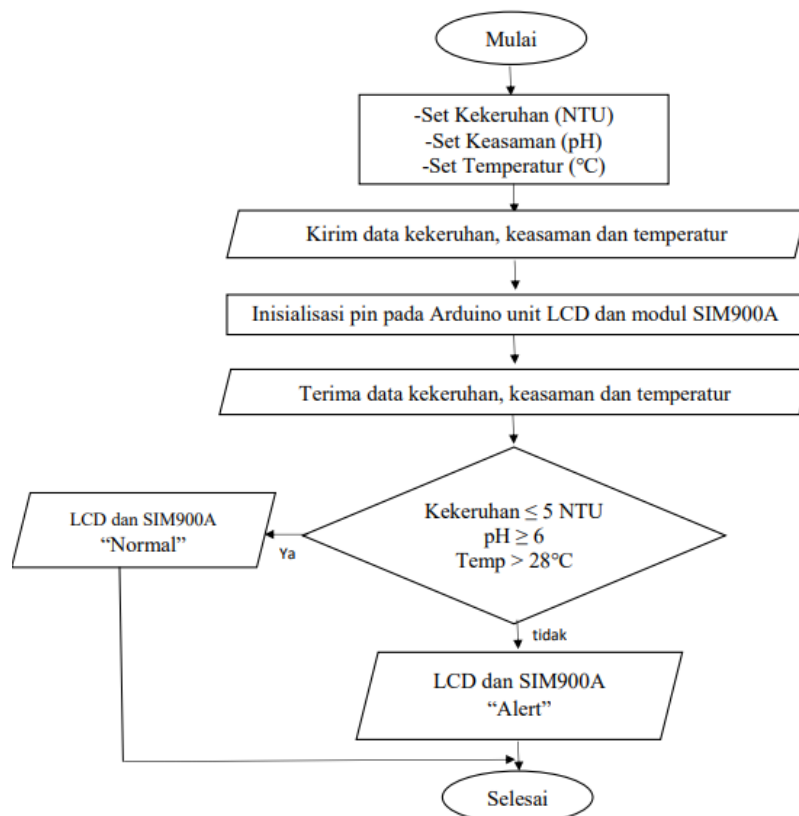 Mulai
-Set Kekeruhan (NTU)
-Set Keasaman (pH)
-Set Temperatur (℃)
Kirim data kekeruhan, keasaman dan temperatur
Inisialisasi pin pada Arduino unit LCD dan modul SIM900A
Terima data kekeruhan, keasaman dan temperatur
Kekeruhan ≤ 5 NTU
pH ≥ 6
Temp > 28℃
Ya
LCD dan SIM900A
“Normal”
tidak
LCD dan SIM900A
“Alert”
Selesai